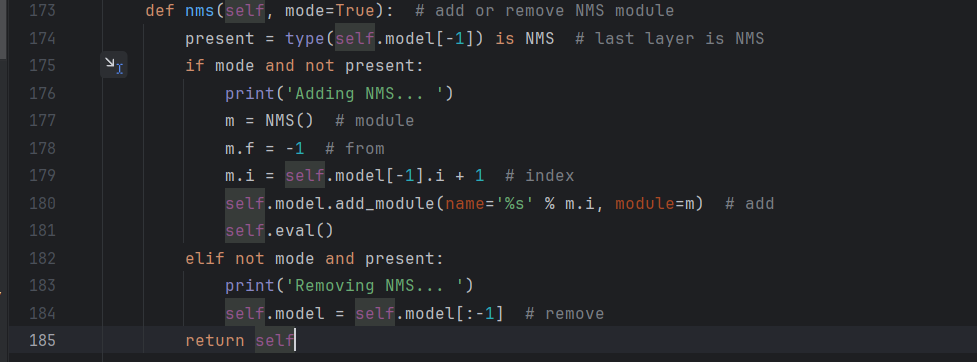 173 def nms(self, mode=True):  # add or remove NMS module
174 present = type(self.model[-1]) is NMS  # last layer is NMS
175 if mode and not present:
176 print('Adding NMS... ')
177 m = NMS()  # module
178 m.f = -1  # from
179 m.i = self.model[-1].i + 1  # index
180 self.model.add_module(name='%s' % m.i, module=m)  # add
181 self.eval()
182 elif not mode and present:
183 print('Removing NMS... ')
184 self.model = self.model[:-1]  # remove
185 return self